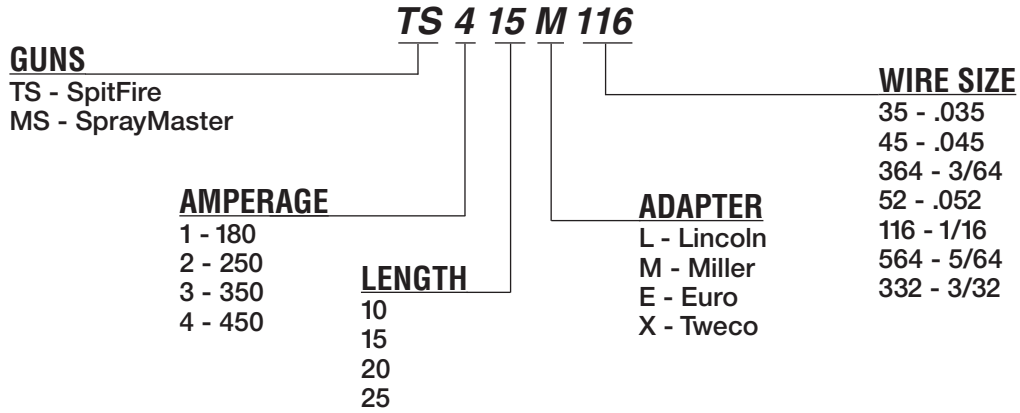 TS 4 15 M 116
GUNS
TS - SpitFire
MS - SprayMaster
AMPERAGE
1 - 180
2 - 250
3 - 350
4 - 450
LENGTH
10
15
20
25
ADAPTER
L - Lincoln
M - Miller
E - Euro
X - Tweco
WIRE SIZE
35 - .035
45 - .045
364 - 3/64
52 - .052
116 - 1/16
564 - 5/64
332 - 3/32